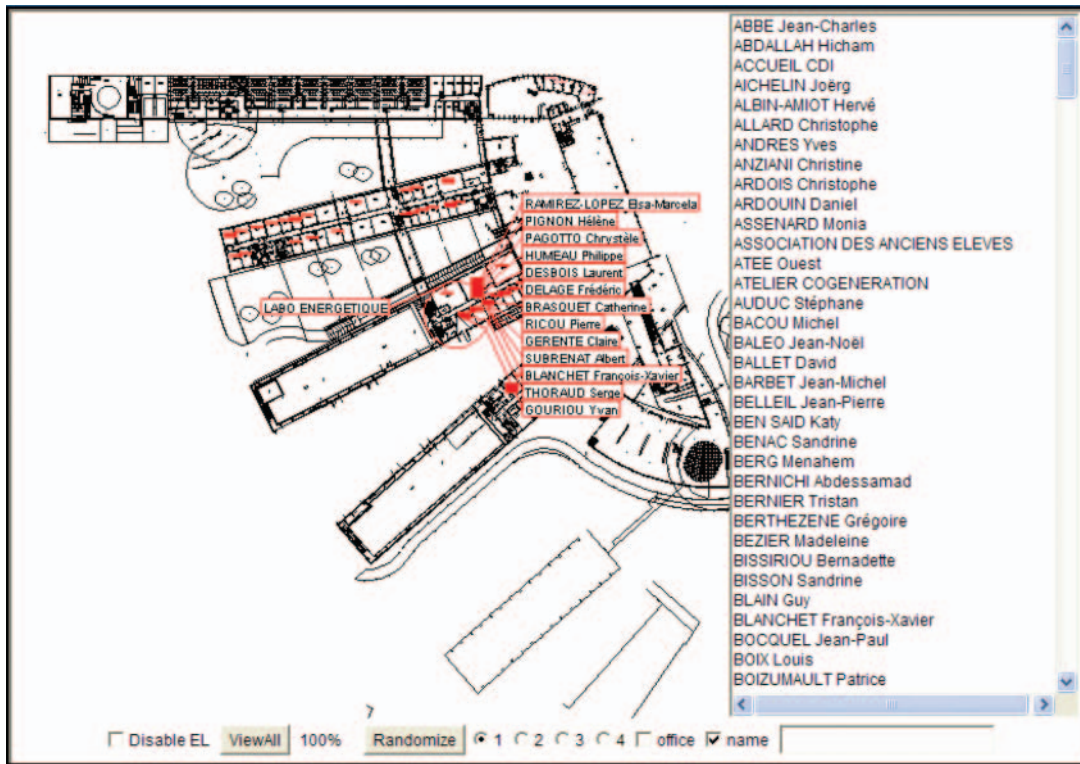 RAMIREZ-LOPEZ Elsa-Marcela
PIGNON Hélène
PAGOTTO Chrystèle
HUMEAU Philippe
DESBOIS Laurent
DELAGE Frédéric
BRASQUET Catherine
RICOU Pierre
GERENTE Claire
SUBRENAT Albert
BLANCHET François-Xavier
THORAUD Serge
GOURIOU Yvan
LABO ENERGETIQUE
ABBE Jean-Charles
ABDALLAH Hicham
ACCUEIL CDI
AICHELIN Joërg
ALBIN-AMIOT Hervé
ALLARD Christophe
ANDRES Yves
ANZIANI Christine
ARDOIS Christophe
ARDOUIN Daniel
ASSENARD Monia
ASSOCIATION DES ANCIENS ELEVES
ATEE Ouest
ATELIER COGENERATION
AUDUC Stéphane
BACOU Michel
BALEO Jean-Noël
BALLET David
BARBET Jean-Michel
BELLEIL Jean-Pierre
BEN SAID Katy
BENAC Sandrine
BERG Menahem
BERNICHI Abdessamad
BERNIER Tristan
BERTHEZENE Grégoire
BEZIER Madeleine
BISSIRIOU Bernadette
BISSON Sandrine
BLAIN Guy
BLANCHET François-Xavier
BOCQUEL Jean-Paul
BOIX Louis
BOIZUMAULT Patrice
Disable EL ViewAll 100% Randomize 1 2 3 4 office name